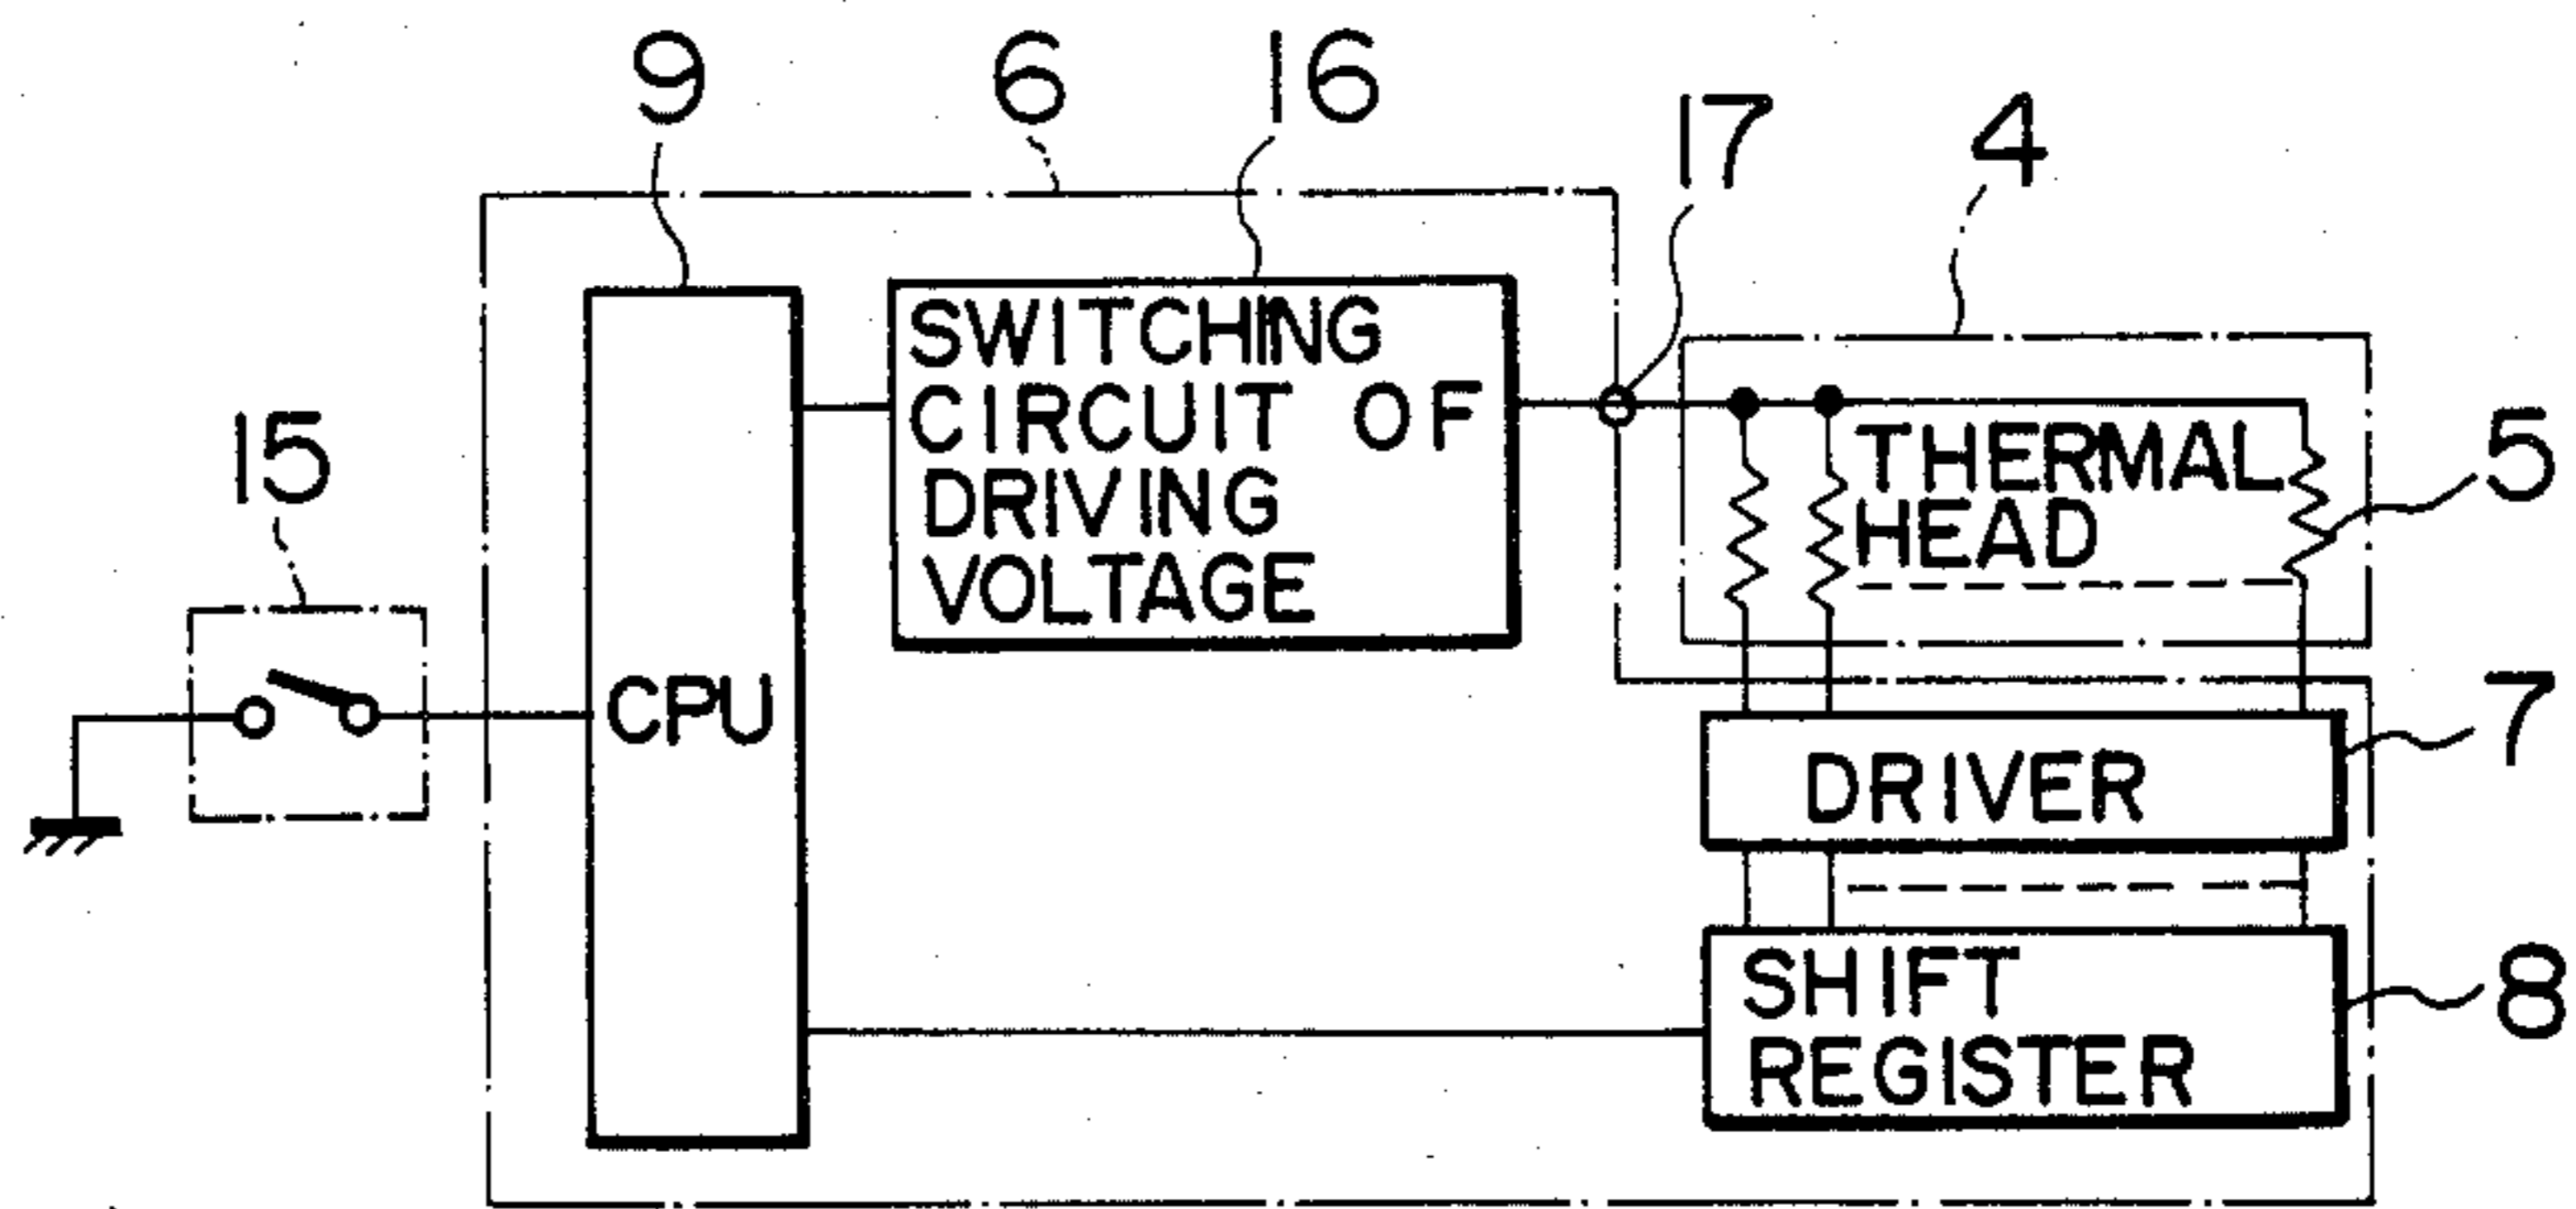 9
6
16
17
4
SWITCHING
CIRCUIT OF
DRIVING
VOLTAGE
THERMAL
HEAD
5
15
CPU
7
DRIVER
8
SHIFT
REGISTER